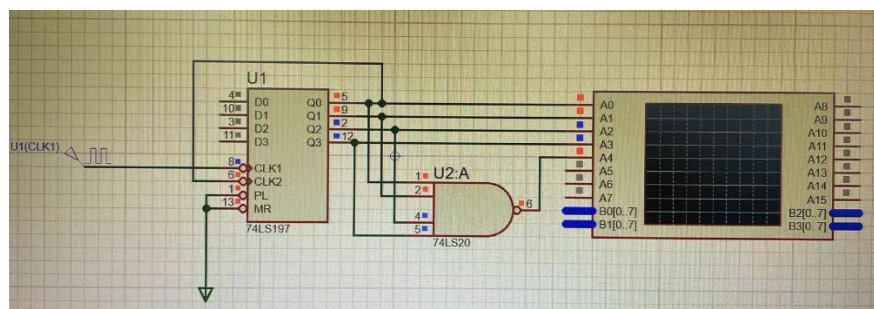 U1
4 D0 Q0 5
10 D1 Q1 9
3 D2 Q2 2
11 D3 Q3 12
U1(CLK1)
8 CLK1
6 CLK2
1 PL
13 MR
74LS197
U2:A
1
2
4
5
6
74LS20
A0 A8
A1 A9
A2 A10
A3 A11
A4 A12
A5 A13
A6 A14
A7 A15
B0[0..7] B2[0..7]
B1[0..7] B3[0..7]